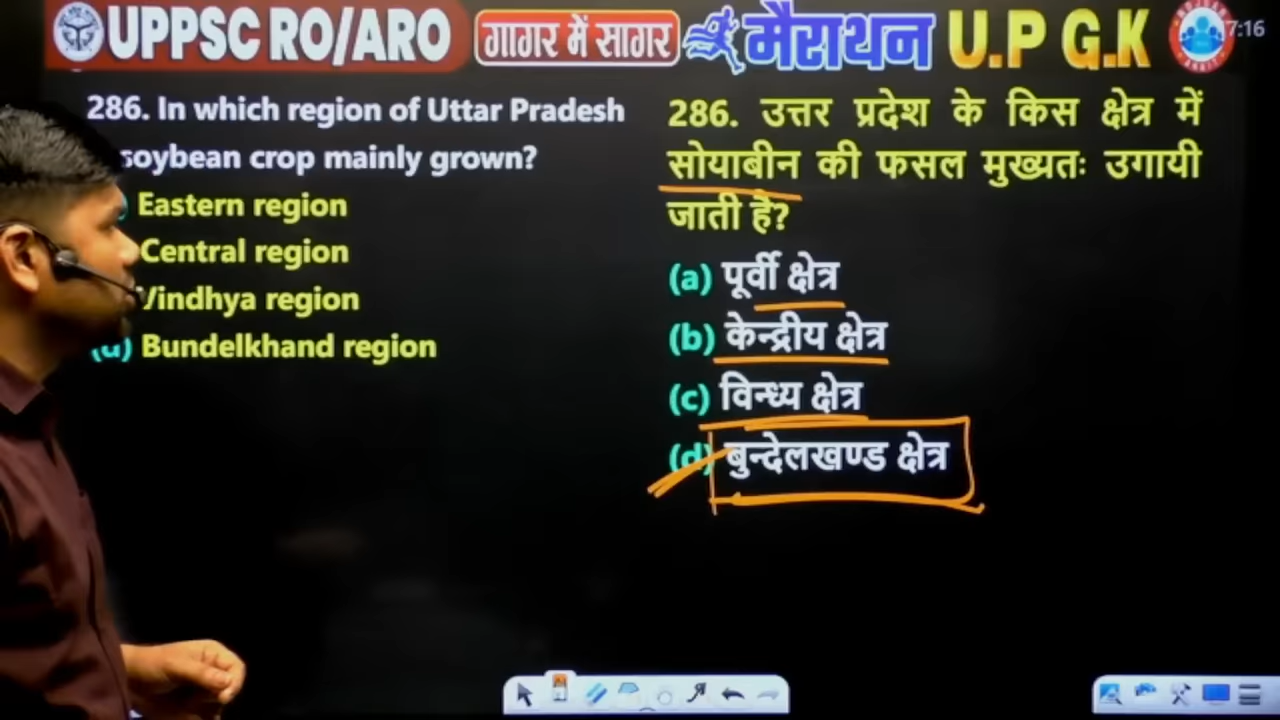 UPPSC RO/ARO गागर में सागर मैराथन U.P G.K
7:16
286. In which region of Uttar Pradesh
soybean crop mainly grown?
Eastern region
Central region
Vindhya region
(d) Bundelkhand region
286. उत्तर प्रदेश के किस क्षेत्र में
सोयाबीन की फसल मुख्यतः उगायी
जाती है?
(a) पूर्वी क्षेत्र
(b) केन्द्रीय क्षेत्र
(c) विन्ध्य क्षेत्र
(d) बुन्देलखण्ड क्षेत्र